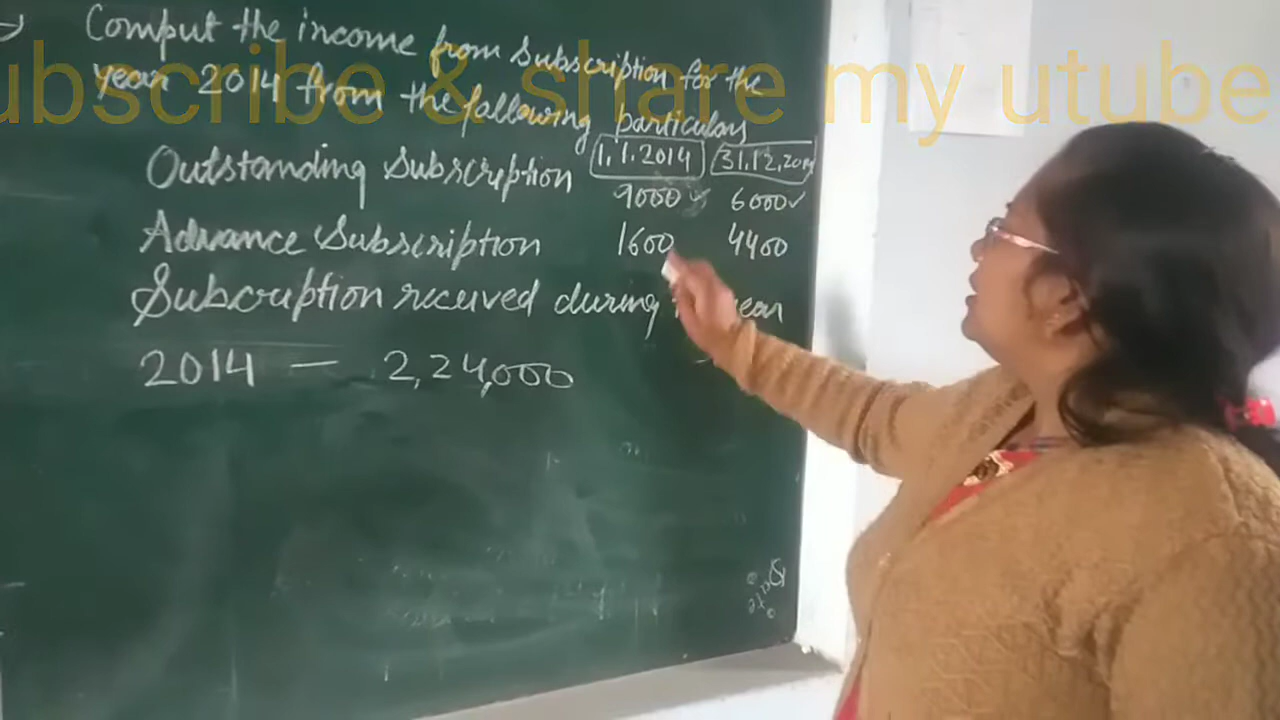 Comput the income from subscription for the
year 2014 from the following particulars
1.1.2014 31.12.2014
Outstanding Subscription 9000 6000
Advance Subscription 1600 4400
Subscription received during year
2014 — 2,24,000
ubscribe & share my utube